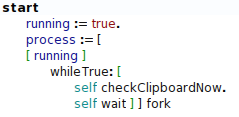 start
running := true.
process := [
[ running ]
whileTrue: [
self checkClipboardNow.
self wait ] ] fork